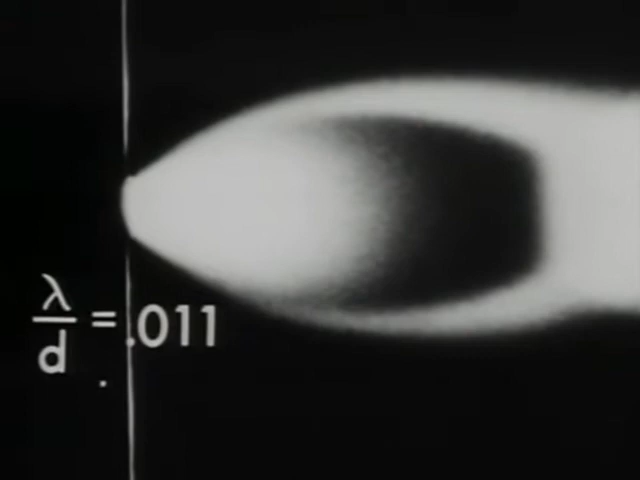 λ/d = .011